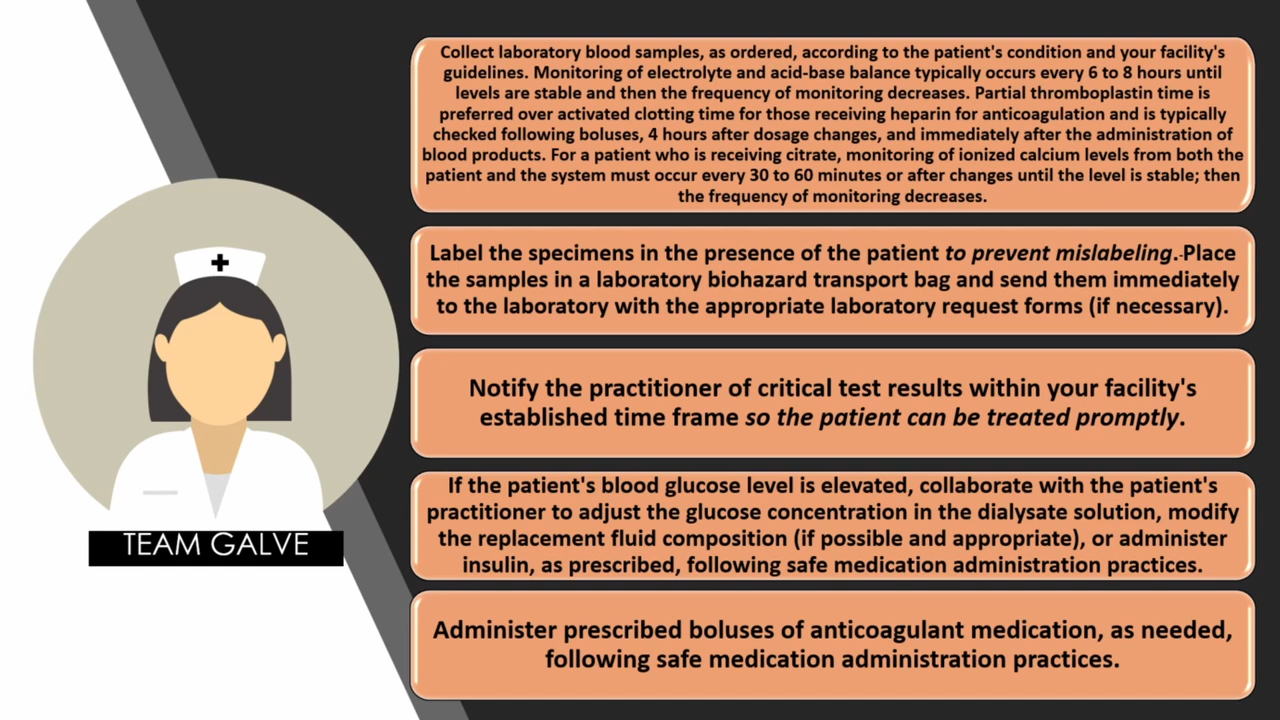 Collect laboratory blood samples, as ordered, according to the patient's condition and your facility's
guidelines. Monitoring of electrolyte and acid-base balance typically occurs every 6 to 8 hours until
levels are stable and then the frequency of monitoring decreases. Partial thromboplastin time is
preferred over activated clotting time for those receiving heparin for anticoagulation and is typically
checked following boluses, 4 hours after dosage changes, and immediately after the administration of
blood products. For a patient who is receiving citrate, monitoring of ionized calcium levels from both the
patient and the system must occur every 30 to 60 minutes or after changes until the level is stable; then
the frequency of monitoring decreases.
Label the specimens in the presence of the patient to prevent mislabeling. Place
the samples in a laboratory biohazard transport bag and send them immediately
to the laboratory with the appropriate laboratory request forms (if necessary).
Notify the practitioner of critical test results within your facility's
established time frame so the patient can be treated promptly.
If the patient's blood glucose level is elevated, collaborate with the patient's
practitioner to adjust the glucose concentration in the dialysate solution, modify
the replacement fluid composition (if possible and appropriate), or administer
insulin, as prescribed, following safe medication administration practices.
Administer prescribed boluses of anticoagulant medication, as needed,
following safe medication administration practices.
TEAM GALVE